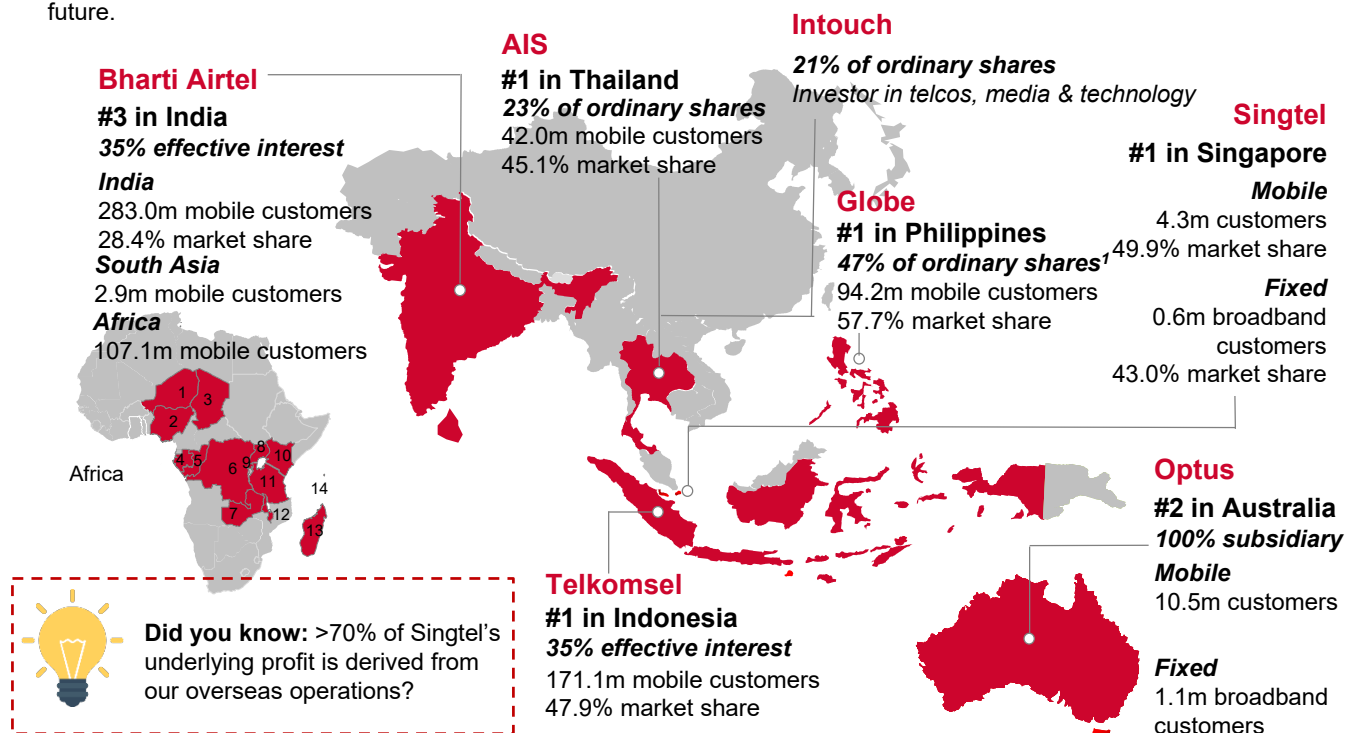 future.
Bharti Airtel
#3 in India
35% effective interest
India
283.0m mobile customers
28.4% market share
South Asia
2.9m mobile customers
Africa
107.1m mobile customers
AIS
#1 in Thailand
23% of ordinary shares
42.0m mobile customers
45.1% market share
Intouch
21% of ordinary shares
Investor in telcos, media & technology
Singtel
#1 in Singapore
Mobile
4.3m customers
49.9% market share
Fixed
0.6m broadband
customers
43.0% market share
Globe
#1 in Philippines
47% of ordinary shares¹
94.2m mobile customers
57.7% market share
Africa
1
2
3
4
5
6
7
8
9
10
11
12
13
14
Optus
#2 in Australia
100% subsidiary
Mobile
10.5m customers
Fixed
1.1m broadband
customers
Telkomsel
#1 in Indonesia
35% effective interest
171.1m mobile customers
47.9% market share
Did you know: >70% of Singtel's
underlying profit is derived from
our overseas operations?